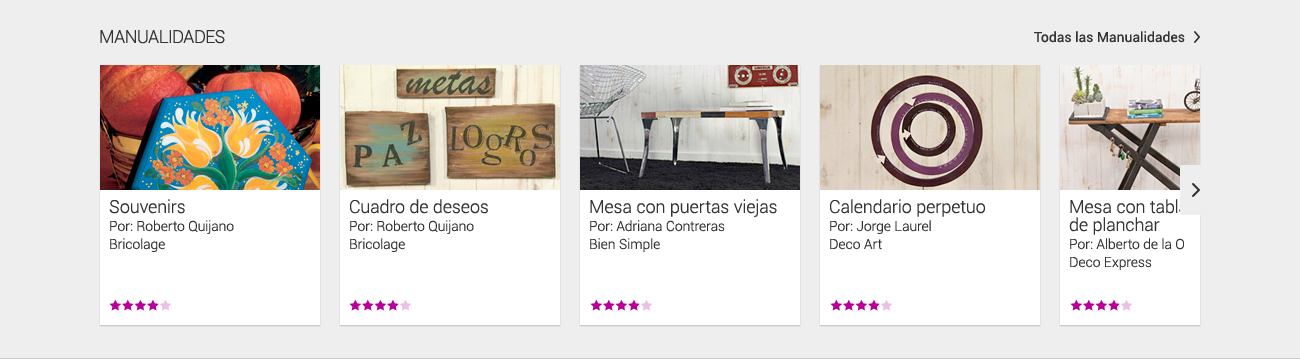 MANUALIDADES
Todas las Manualidades
metas
PAZ
LOgRos
Souvenirs
Por: Roberto Quijano
Bricolage
Cuadro de deseos
Por: Roberto Quijano
Bricolage
Mesa con puertas viejas
Por: Adriana Contreras
Bien Simple
Calendario perpetuo
Por: Jorge Laurel
Deco Art
Mesa con tabl
de planchar
Por: Alberto de la O
Deco Express